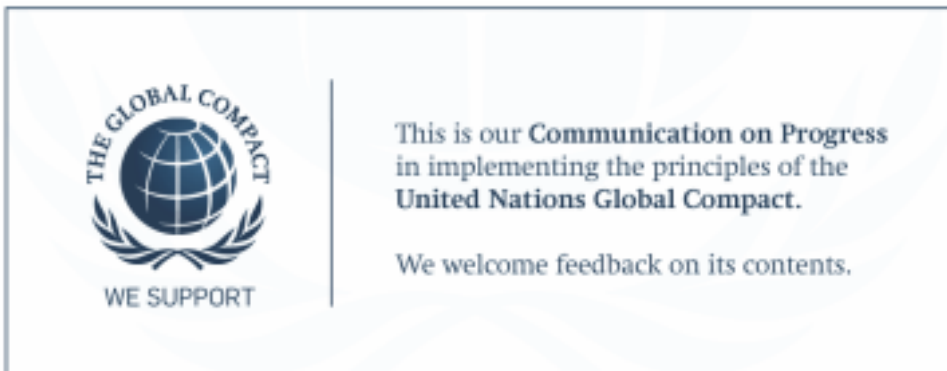 THE GLOBAL COMPACT
WE SUPPORT
This is our Communication on Progress
in implementing the principles of the
United Nations Global Compact.
We welcome feedback on its contents.